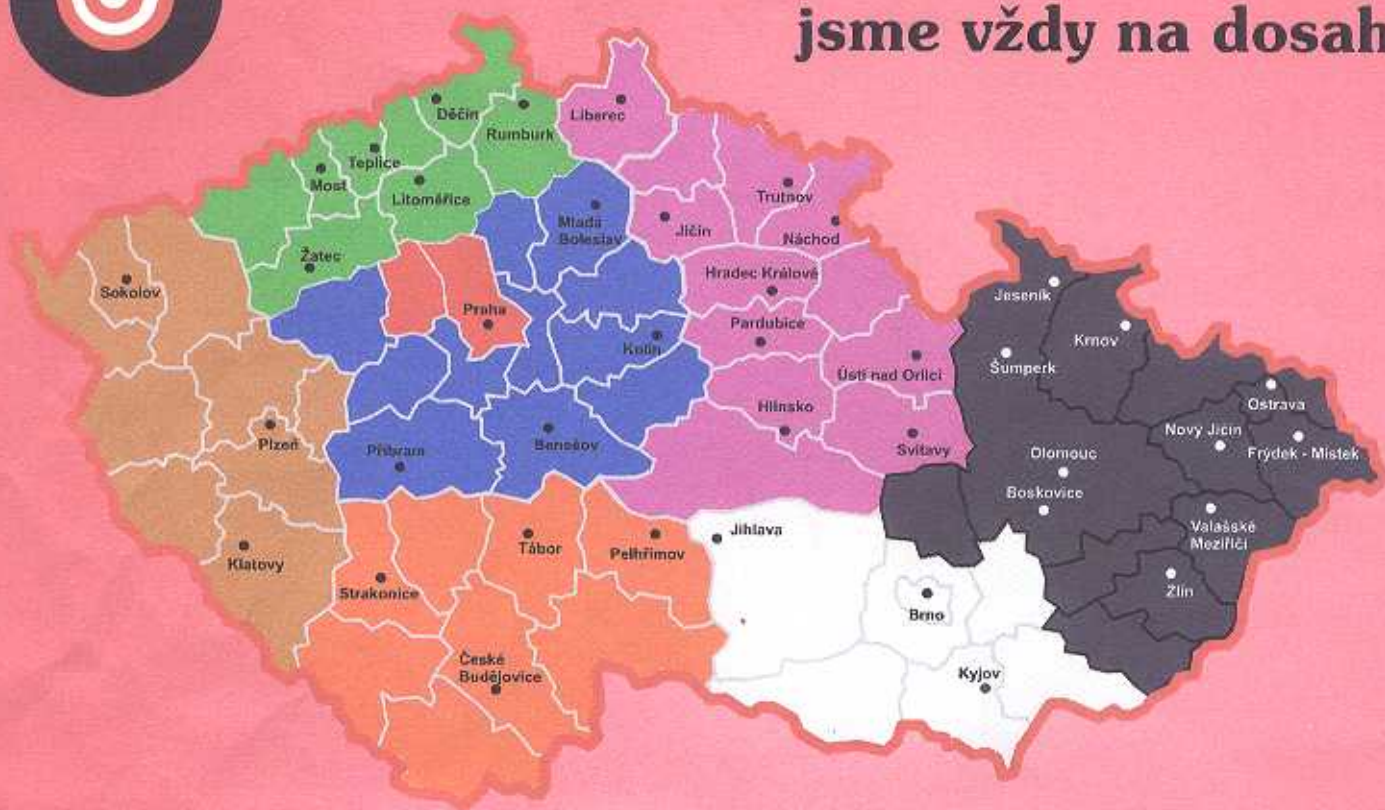 jsme vždy na dosah
Děčín
Rumburk
Liberec
Teplice
Most
Litoměřice
Trutnov
Mladá
Boleslav
Jičín
Náchod
Žatec
Hradec Králové
Sokolov
Jeseník
Praha
Pardubice
Krnov
Kolín
Šumperk
Ústí nad Orlicí
Ostrava
Hlinsko
Plzeň
Příbram
Benešov
Svitavy
Nový Jičín
Frýdek - Místek
Olomouc
Boskovice
Valašské
Meziříčí
Jihlava
Tábor
Pelhřimov
Klatovy
Strakonice
Zlín
Brno
České
Budějovice
Kyjov